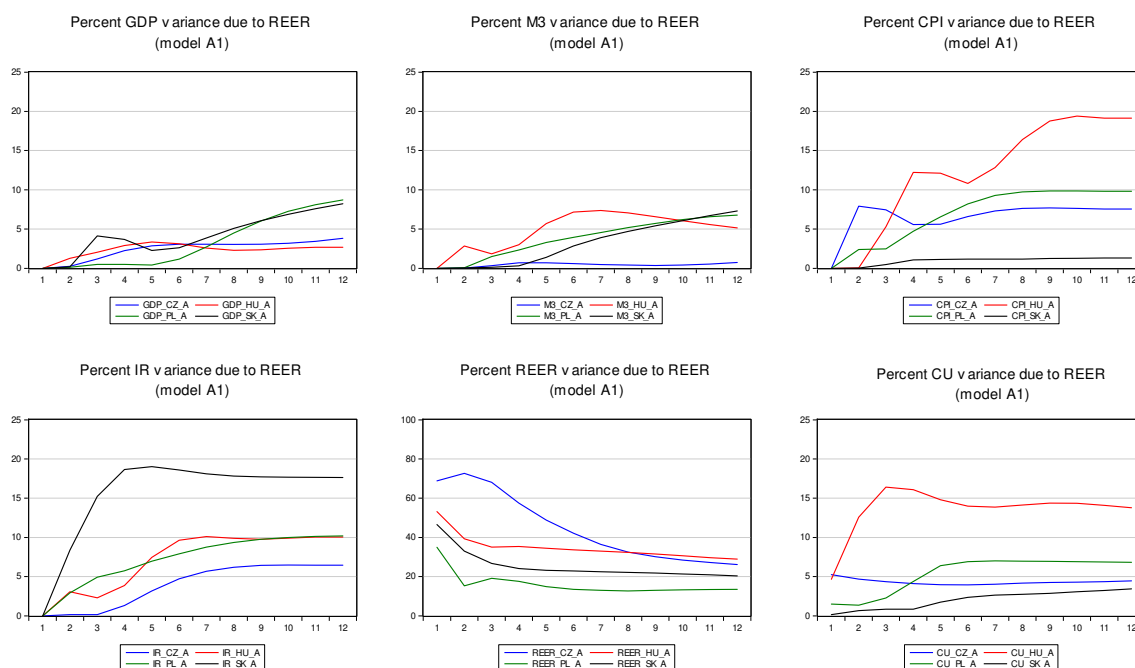 Percent GDP variance due to REER
(model A1)
25
20
15
10
5
0
1 2 3 4 5 6 7 8 9 10 11 12
GDP_CZ_A GDP_HU_A
GDP_PL_A GDP_SK_A
Percent M3 variance due to REER
(model A1)
25
20
15
10
5
0
1 2 3 4 5 6 7 8 9 10 11 12
M3_CZ_A M3_HU_A
M3_PL_A M3_SK_A
Percent CPI variance due to REER
(model A1)
25
20
15
10
5
0
1 2 3 4 5 6 7 8 9 10 11 12
CPI_CZ_A CPI_HU_A
CPI_PL_A CPI_SK_A
Percent IR variance due to REER
(model A1)
25
20
15
10
5
0
1 2 3 4 5 6 7 8 9 10 11 12
IR_CZ_A IR_HU_A
IR_PL_A IR_SK_A
Percent REER variance due to REER
(model A1)
100
80
60
40
20
0
1 2 3 4 5 6 7 8 9 10 11 12
REER_CZ_A REER_HU_A
REER_PL_A REER_SK_A
Percent CU variance due to REER
(model A1)
25
20
15
10
5
0
1 2 3 4 5 6 7 8 9 10 11 12
CU_CZ_A CU_HU_A
CU_PL_A CU_SK_A